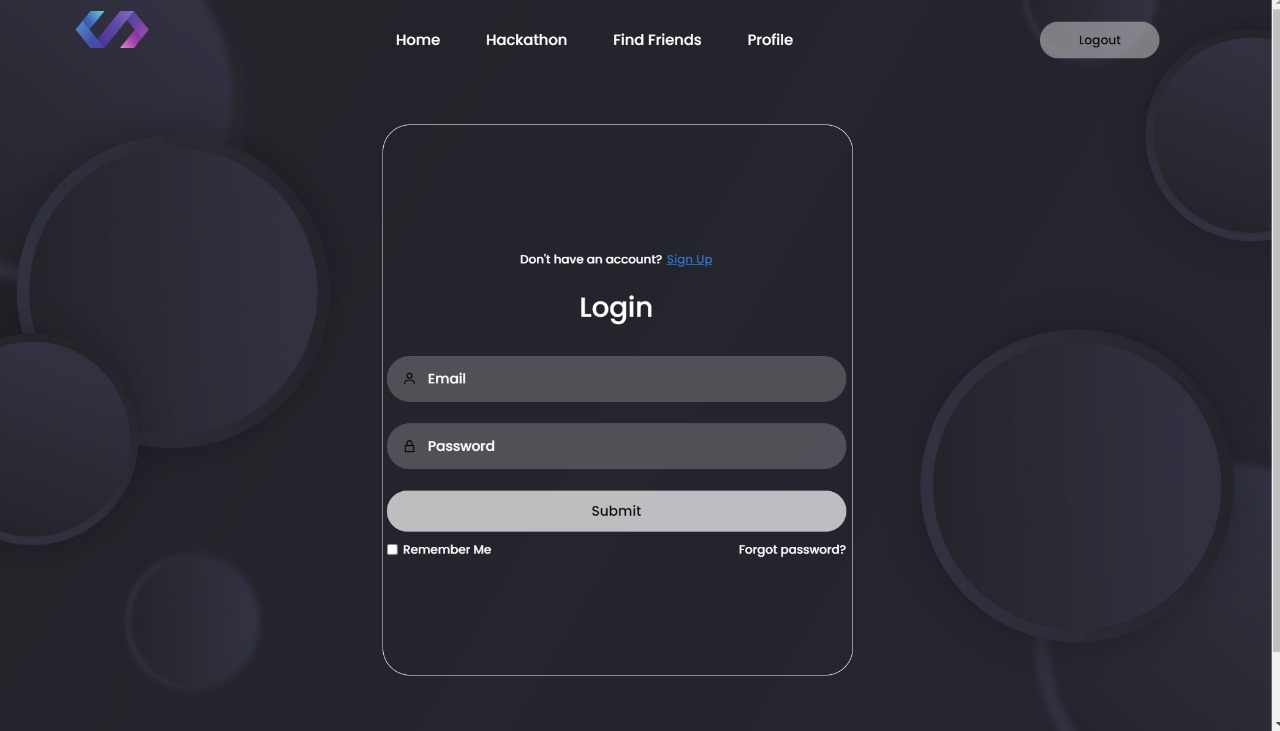 Home Hackathon Find Friends Profile Logout
Don't have an account? Sign Up
Login
Email
Password
Submit
Remember Me Forgot password?